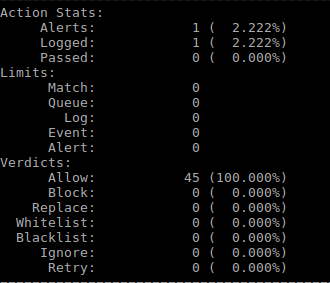 Action Stats:
     Alerts:            1 (  2.222%)
     Logged:            1 (  2.222%)
     Passed:            0 (  0.000%)
Limits:
      Match:            0
      Queue:            0
        Log:            0
      Event:            0
      Alert:            0
Verdicts:
      Allow:           45 (100.000%)
      Block:            0 (  0.000%)
    Replace:            0 (  0.000%)
  Whitelist:            0 (  0.000%)
  Blacklist:            0 (  0.000%)
     Ignore:            0 (  0.000%)
      Retry:            0 (  0.000%)